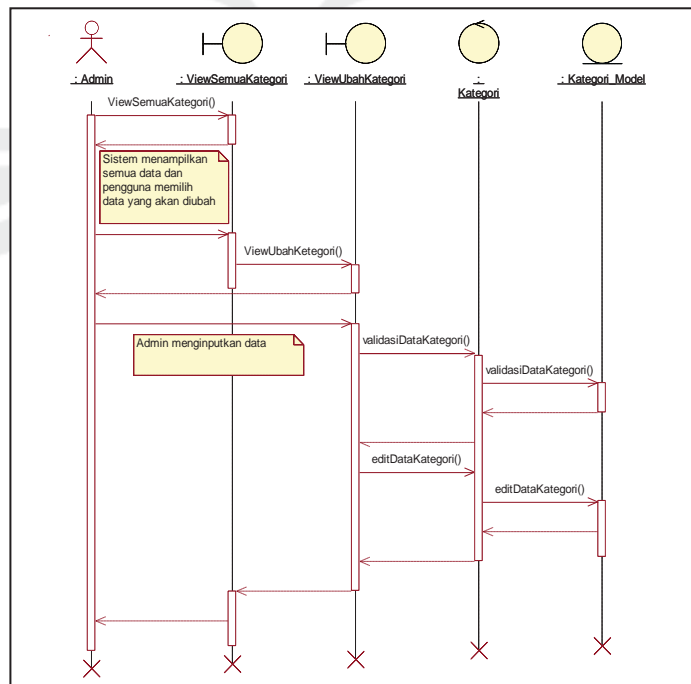 : Admin
: ViewSemuaKategori
: ViewUbahKategori
:
Kategori
: Kategori_Model
ViewSemuaKategori()
Sistem menampilkan
semua data dan
pengguna memilih
data yang akan diubah
ViewUbahKetegori()
Admin menginputkan data
validasiDataKategori()
validasiDataKategori()
editDataKategori()
editDataKategori()